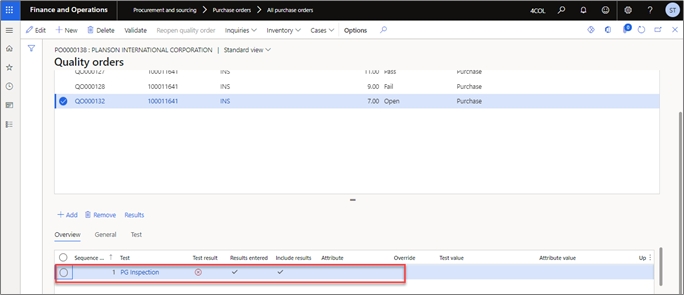 Finance and Operations
Procurement and sourcing > Purchase orders > All purchase orders
4COL
ST
Edit + New Delete Validate Reopen quality order Inquiries Inventory Cases Options
0
PO0000138 : PLANSON INTERNATIONAL CORPORATION | Standard view
Quality orders
QO000127 100011641 INS 11.00 Pass Purchase
QO000128 100011641 INS 9.00 Fail Purchase
QO000132 100011641 INS 7.00 Open Purchase
+ Add Remove Results
Overview General Test
Sequence ... Test Test result Results entered Include results Attribute Override Test value Attribute value Up
1 PG Inspection